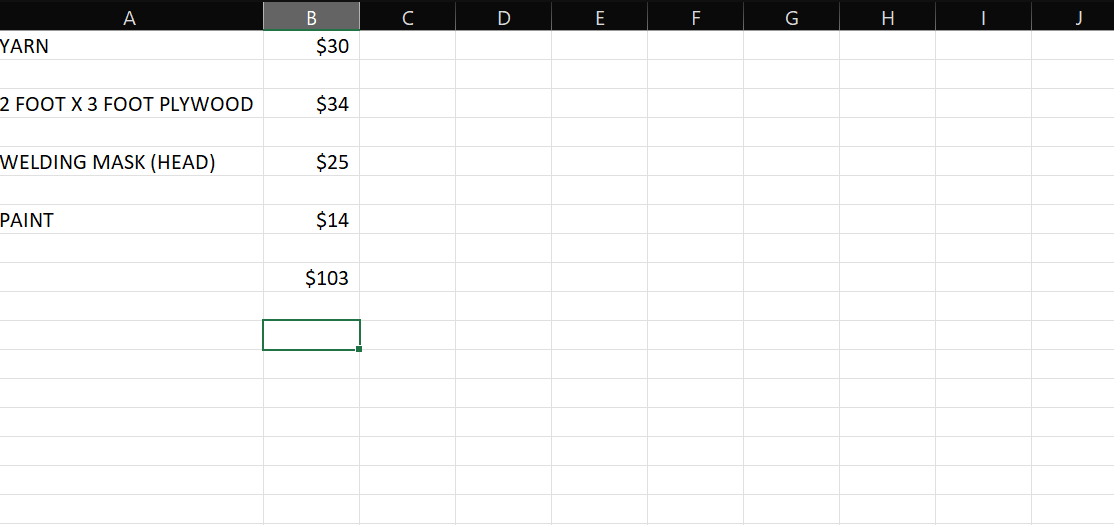 A B C D E F G H I J
YARN $30
2 FOOT X 3 FOOT PLYWOOD $34
WELDING MASK (HEAD) $25
PAINT $14
$103